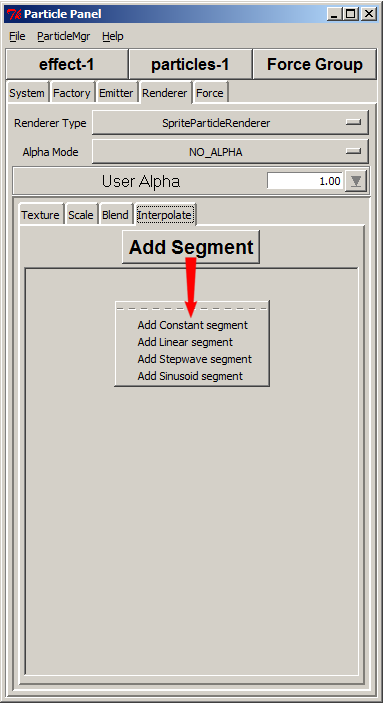 Particle Panel
File ParticleMgr Help
effect-1 particles-1 Force Group
System Factory Emitter Renderer Force
Renderer Type SpriteParticleRenderer
Alpha Mode NO_ALPHA
User Alpha 1.00
Texture Scale Blend Interpolate
Add Segment
Add Constant segment
Add Linear segment
Add Stepwave segment
Add Sinusoid segment